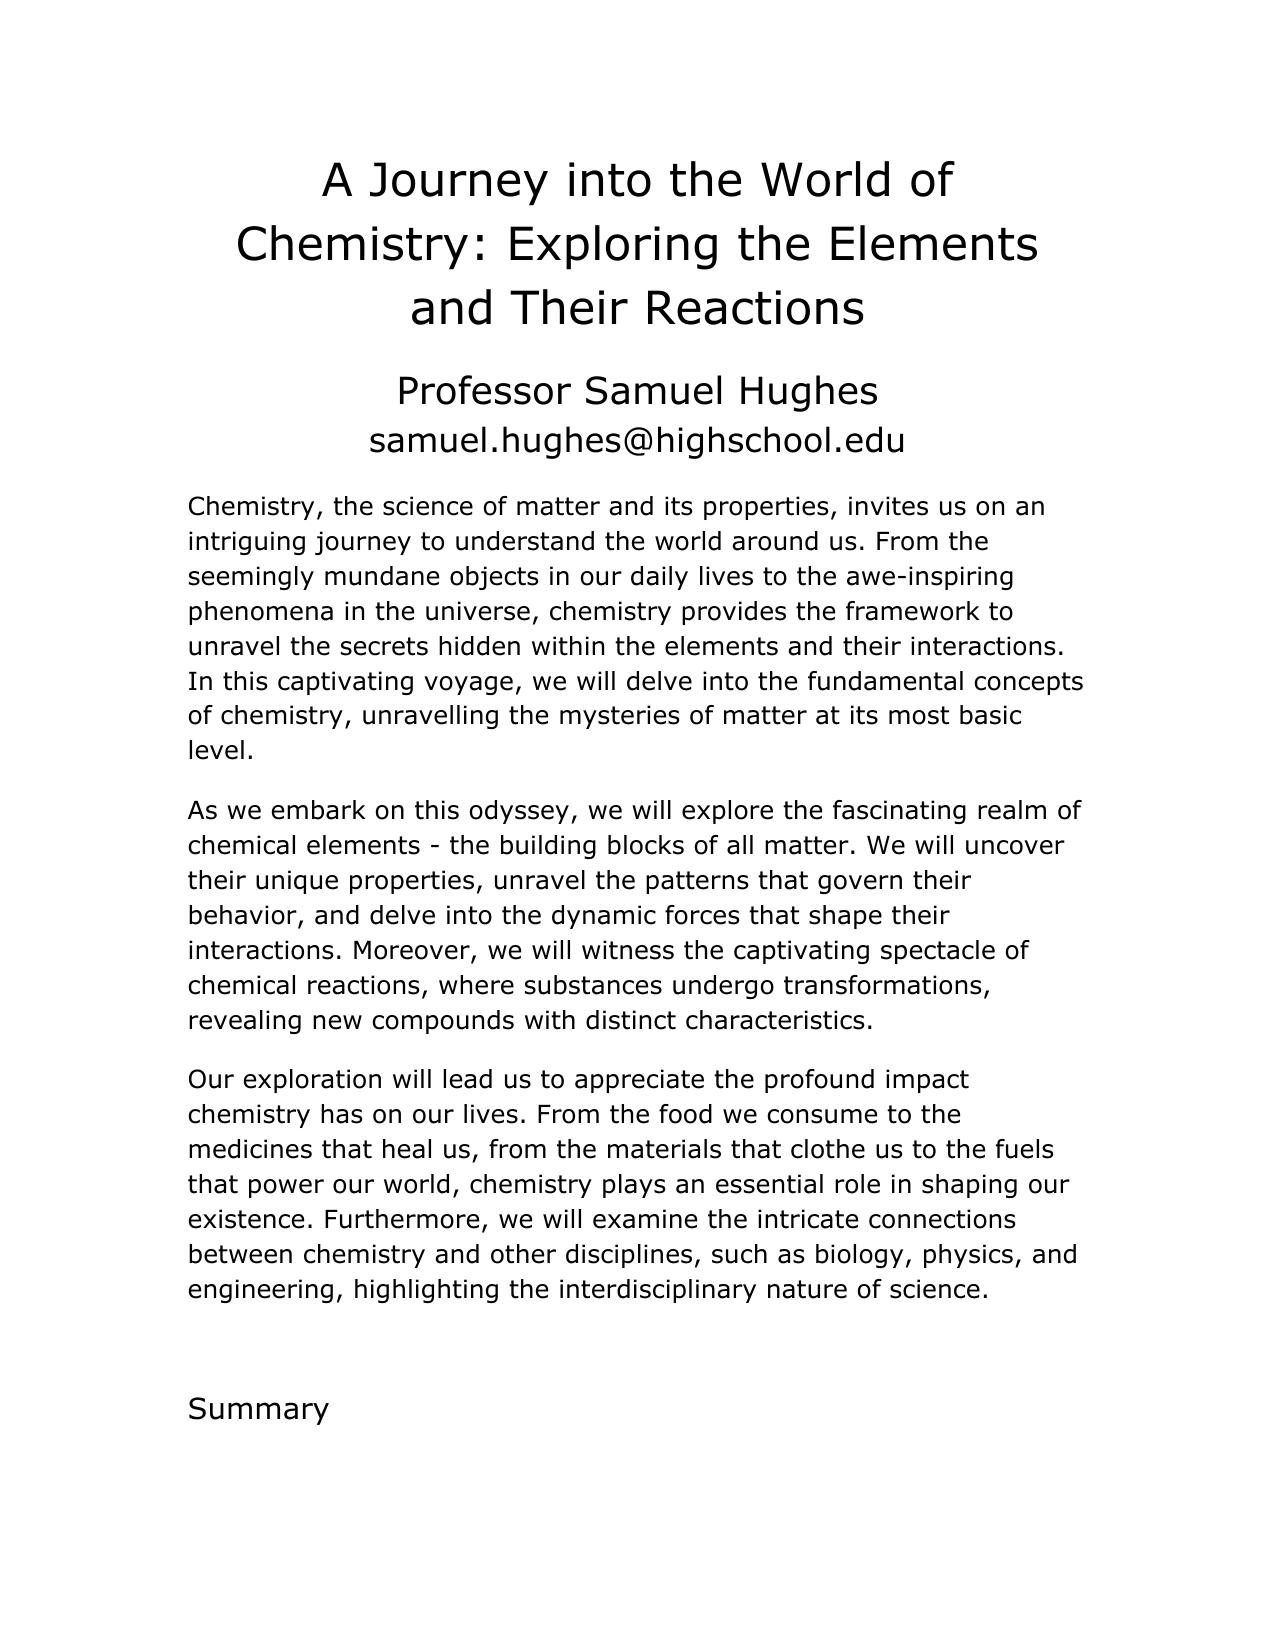 A Journey into the World of
Chemistry: Exploring the Elements
and Their Reactions
Professor Samuel Hughes
samuel.hughes@highschool.edu
Chemistry, the science of matter and its properties, invites us on an
intriguing journey to understand the world around us. From the
seemingly mundane objects in our daily lives to the awe-inspiring
phenomena in the universe, chemistry provides the framework to
unravel the secrets hidden within the elements and their interactions.
In this captivating voyage, we will delve into the fundamental concepts
of chemistry, unravelling the mysteries of matter at its most basic
level.
As we embark on this odyssey, we will explore the fascinating realm of
chemical elements - the building blocks of all matter. We will uncover
their unique properties, unravel the patterns that govern their
behavior, and delve into the dynamic forces that shape their
interactions. Moreover, we will witness the captivating spectacle of
chemical reactions, where substances undergo transformations,
revealing new compounds with distinct characteristics.
Our exploration will lead us to appreciate the profound impact
chemistry has on our lives. From the food we consume to the
medicines that heal us, from the materials that clothe us to the fuels
that power our world, chemistry plays an essential role in shaping our
existence. Furthermore, we will examine the intricate connections
between chemistry and other disciplines, such as biology, physics, and
engineering, highlighting the interdisciplinary nature of science.
Summary